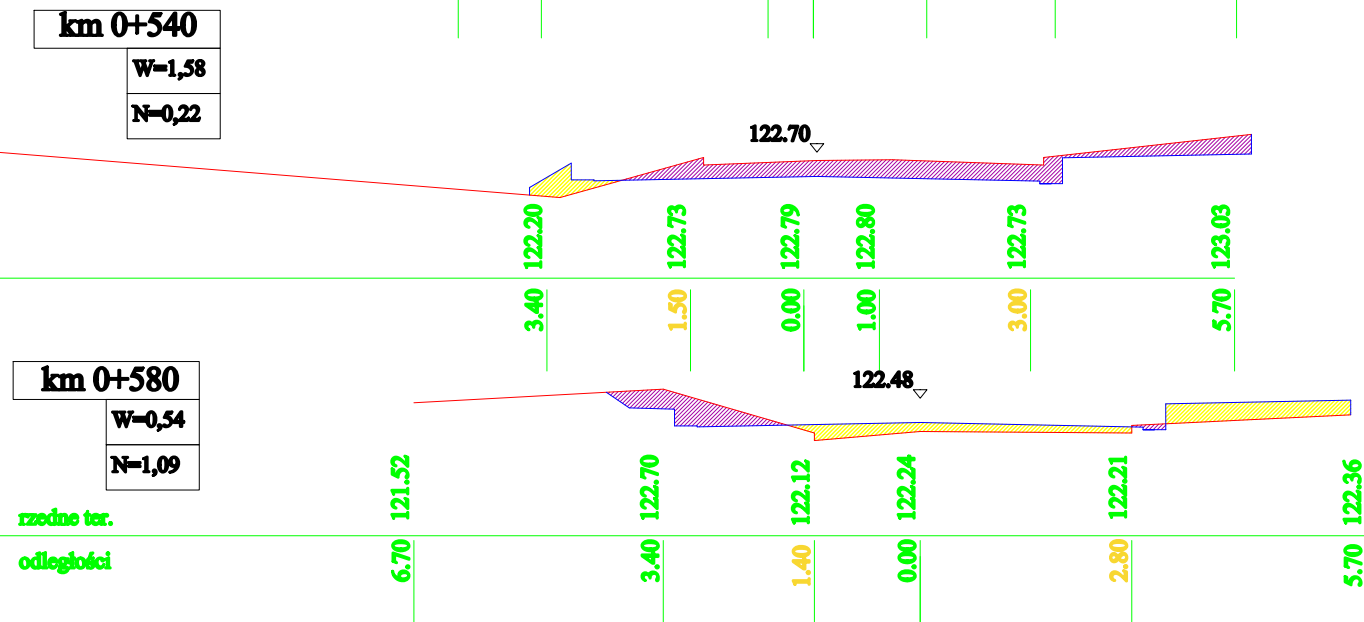 km 0+540
W=1,58
N=0,22
122.70
122.20 122.73 122.79 122.80 122.73 123.03
3.40 1.50 0.00 1.00 3.00 5.70
km 0+580
W=0,54
N=1,09
122.48
rzedne ter. 121.52 122.70 122.12 122.24 122.21 122.36
odległości 6.70 3.40 1.40 0.00 2.80 5.70